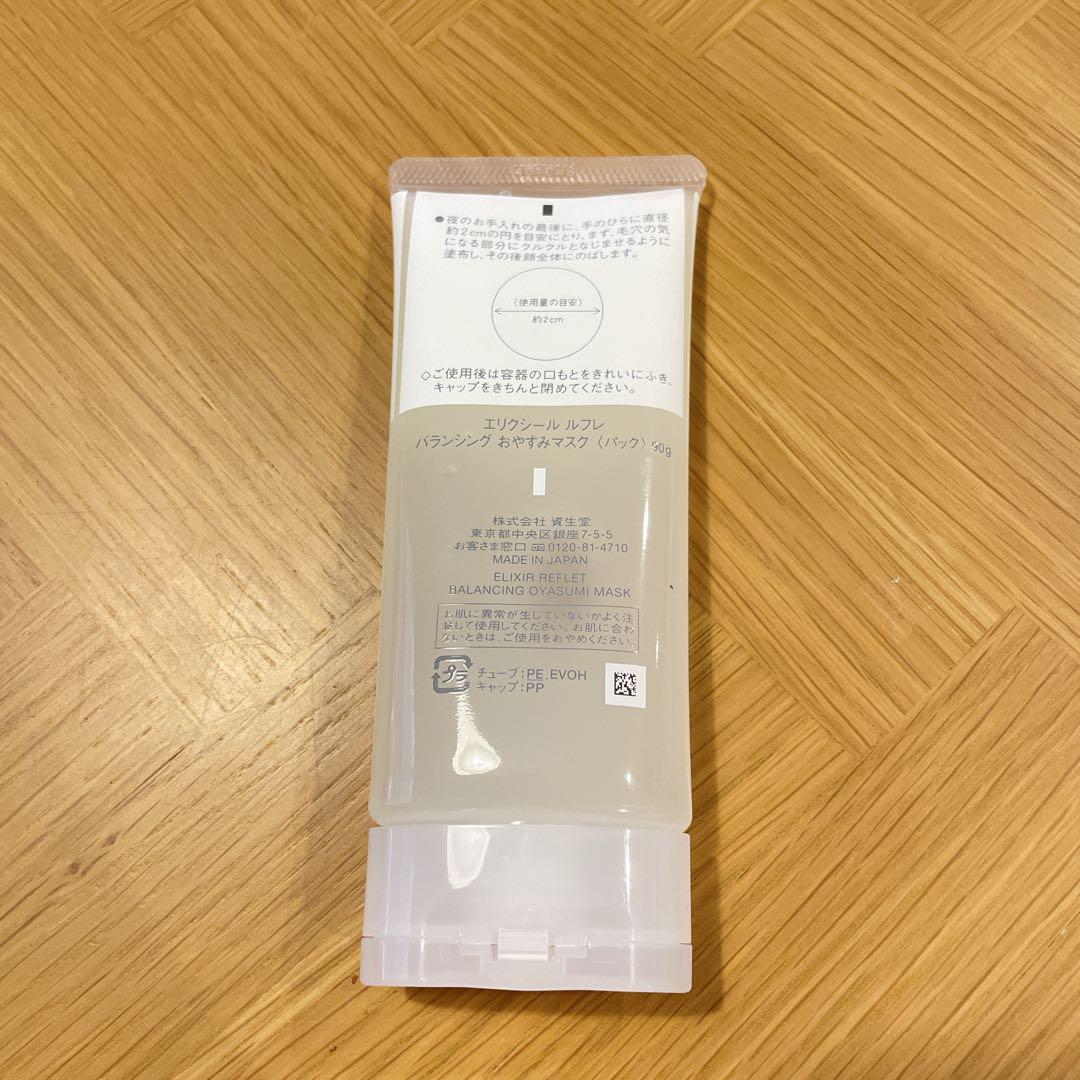 ●夜のお手入れの最後に、手のひらに直径
約2cmの円を目安にとり、まず、毛穴の気
になる部分にクルクルとなじませるように
塗布し、その後顔全体にのばします。
〈使用量の目安〉
約2cm
◇ご使用後は容器の口もとをきれいにふき、
キャップをきちんと閉めてください。
エリクシール ルフレ
バランシング おやすみマスク 〈パック〉 90g
株式会社 資生堂
東京都中央区銀座7-5-5
お客さま窓口 0120-81-4710
MADE IN JAPAN
ELIXIR REFLET
BALANCING OYASUMI MASK
お肌に異常が生じていないかよく注
意して使用してください。お肌に合わ
ないときは、ご使用をおやめください。
プラ チューブ:PE,EVOH
キャップ:PP